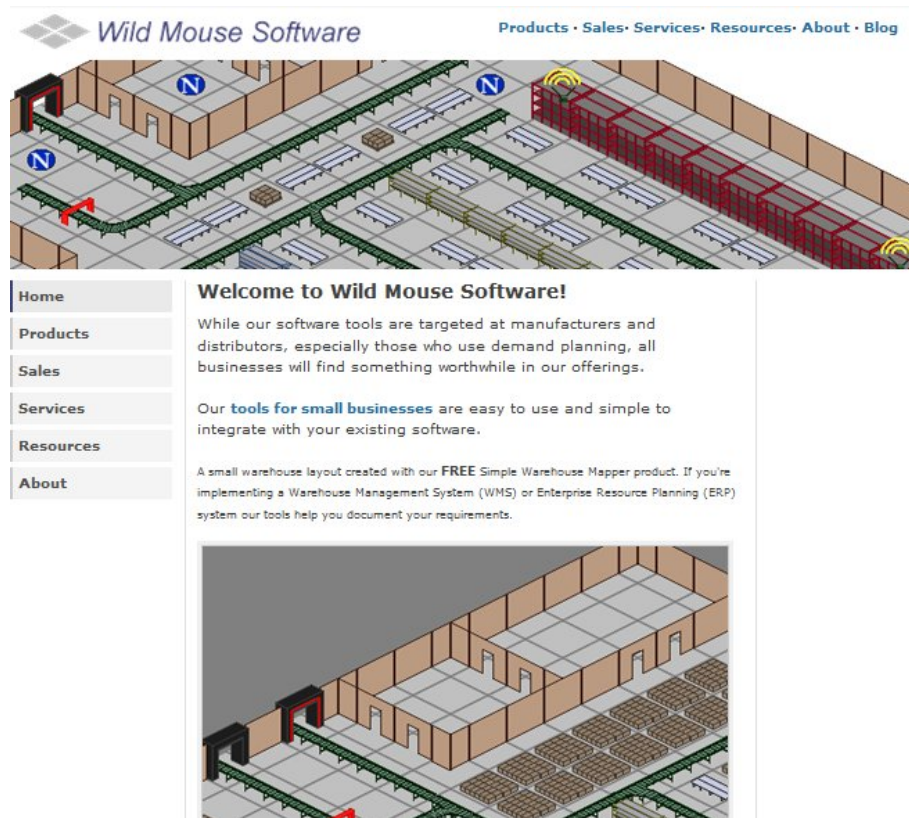 Wild Mouse Software
Products · Sales· Services· Resources· About · Blog
N
N
N
Home
Products
Sales
Services
Resources
About
Welcome to Wild Mouse Software!
While our software tools are targeted at manufacturers and
distributors, especially those who use demand planning, all
businesses will find something worthwhile in our offerings.
Our tools for small businesses are easy to use and simple to
integrate with your existing software.
A small warehouse layout created with our FREE Simple Warehouse Mapper product. If you're
implementing a Warehouse Management System (WMS) or Enterprise Resource Planning (ERP)
system our tools help you document your requirements.